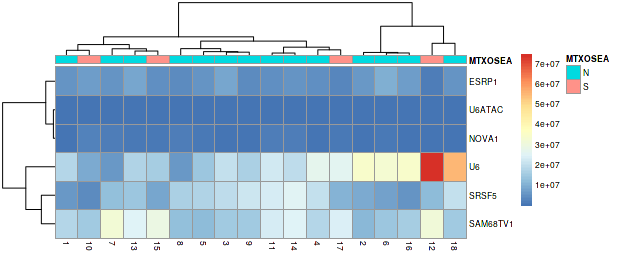 MTXOSEA
ESRP1
U6ATAC
NOVA1
U6
SRSF5
SAM68TV1
1 10 7 13 15 8 5 3 9 11 14 4 17 2 6 16 12 18
7e+07
6e+07
5e+07
4e+07
3e+07
2e+07
1e+07
MTXOSEA
N
S